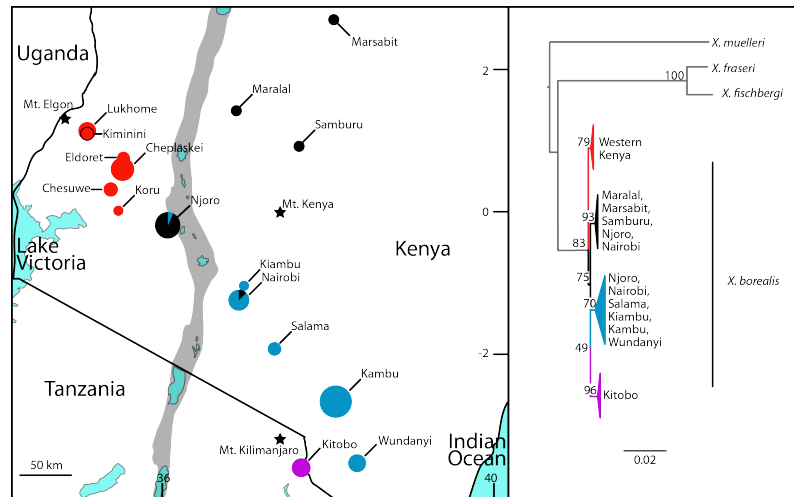 Uganda
Marsabit
Mt. Elgon
Lukhome
Kiminini
Maralal
Cheplaskei
Eldoret
Samburu
Chesuwe
Koru
Njoro
Mt. Kenya
Lake
Victoria
Kenya
Kiambu
Nairobi
Salama
Tanzania
Kambu
Mt. Kilimanjaro
Kitobo
Wundanyi
Indian
Ocean
50 km
36
40
2
0
-2
X. muelleri
X. fraseri
100
X. fischbergi
79
Western
Kenya
93
Maralal,
Marsabit,
Samburu,
Njoro,
Nairobi
83
75
70
Njoro,
Nairobi,
Salama,
Kiambu,
Kambu,
Wundanyi
X. borealis
49
96
Kitobo
0.02